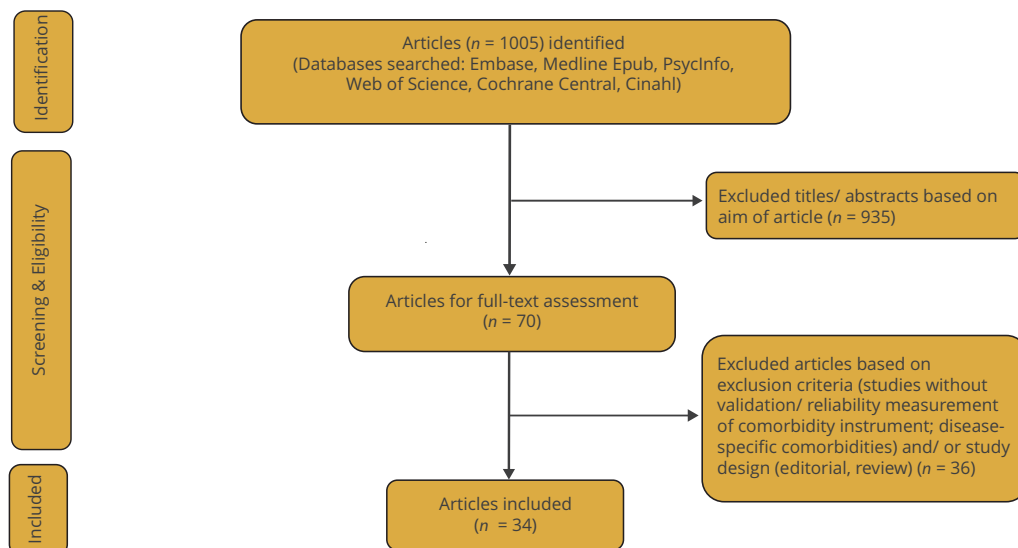 Identification
Articles (n = 1005) identified
(Databases searched: Embase, Medline Epub, PsycInfo,
Web of Science, Cochrane Central, Cinahl)
Screening & Eligibility
Excluded titles/ abstracts based on
aim of article (n = 935)
Articles for full-text assessment
(n = 70)
Excluded articles based on
exclusion criteria (studies without
validation/ reliability measurement
of comorbidity instrument; disease-
specific comorbidities) and/ or study
design (editorial, review) (n = 36)
Included
Articles included
(n = 34)